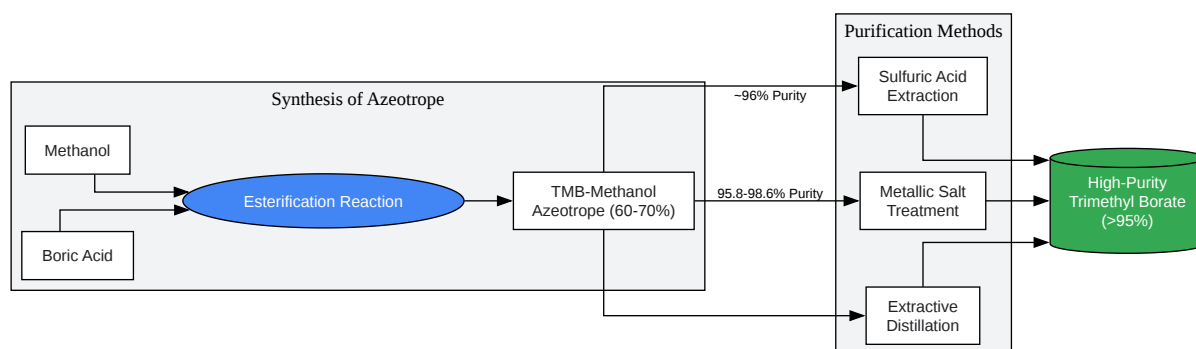 Purification Methods
Synthesis of Azeotrope
Sulfuric Acid
Extraction
~96% Purity
Methanol
Esterification Reaction
TMB-Methanol
Azeotrope (60-70%)
95.8-98.6% Purity
Metallic Salt
Treatment
High-Purity
Trimethyl Borate
(>95%)
Boric Acid
Extractive
Distillation